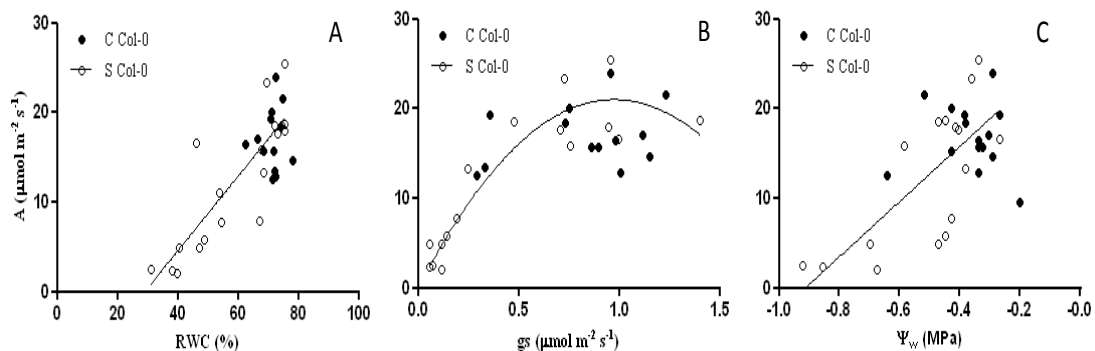 30
20
10
0
A (µmol m⁻² s⁻¹)
C Col-0
S Col-0
A
0 20 40 60 80 100
RWC (%)
30
20
10
0
C Col-0
S Col-0
B
0.0 0.5 1.0 1.5
gs (µmol m⁻² s⁻¹)
30
20
10
0
C Col-0
S Col-0
C
-1.0 -0.8 -0.6 -0.4 -0.2 -0.0
Ψw (MPa)